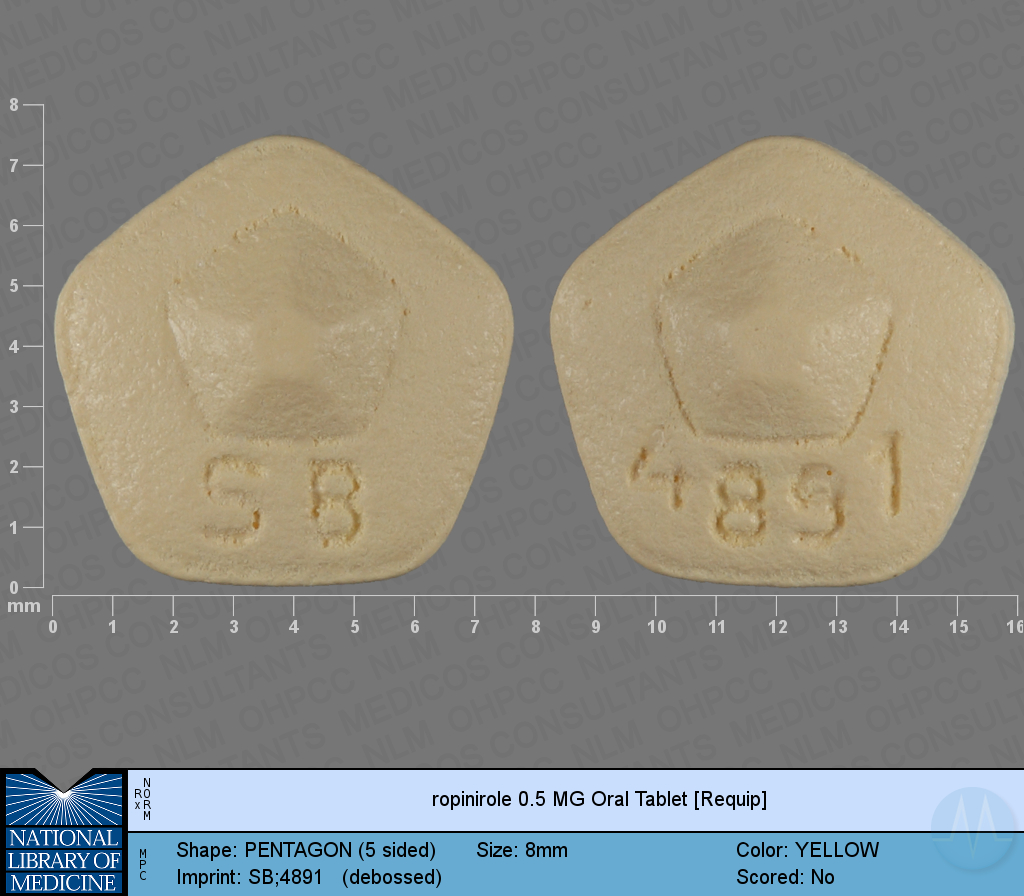 8
7
6
5
4
3
2
1
0
mm
0 1 2 3 4 5 6 7 8 9 10 11 12 13 14 15 16
SB
4891
NLM MEDICOS CONSULTANTS OHPCC
NATIONAL
LIBRARY OF
MEDICINE
RxNORM
ropinirole 0.5 MG Oral Tablet [Requip]
MPC
Shape: PENTAGON (5 sided) Size: 8mm Color: YELLOW
Imprint: SB;4891 (debossed) Scored: No